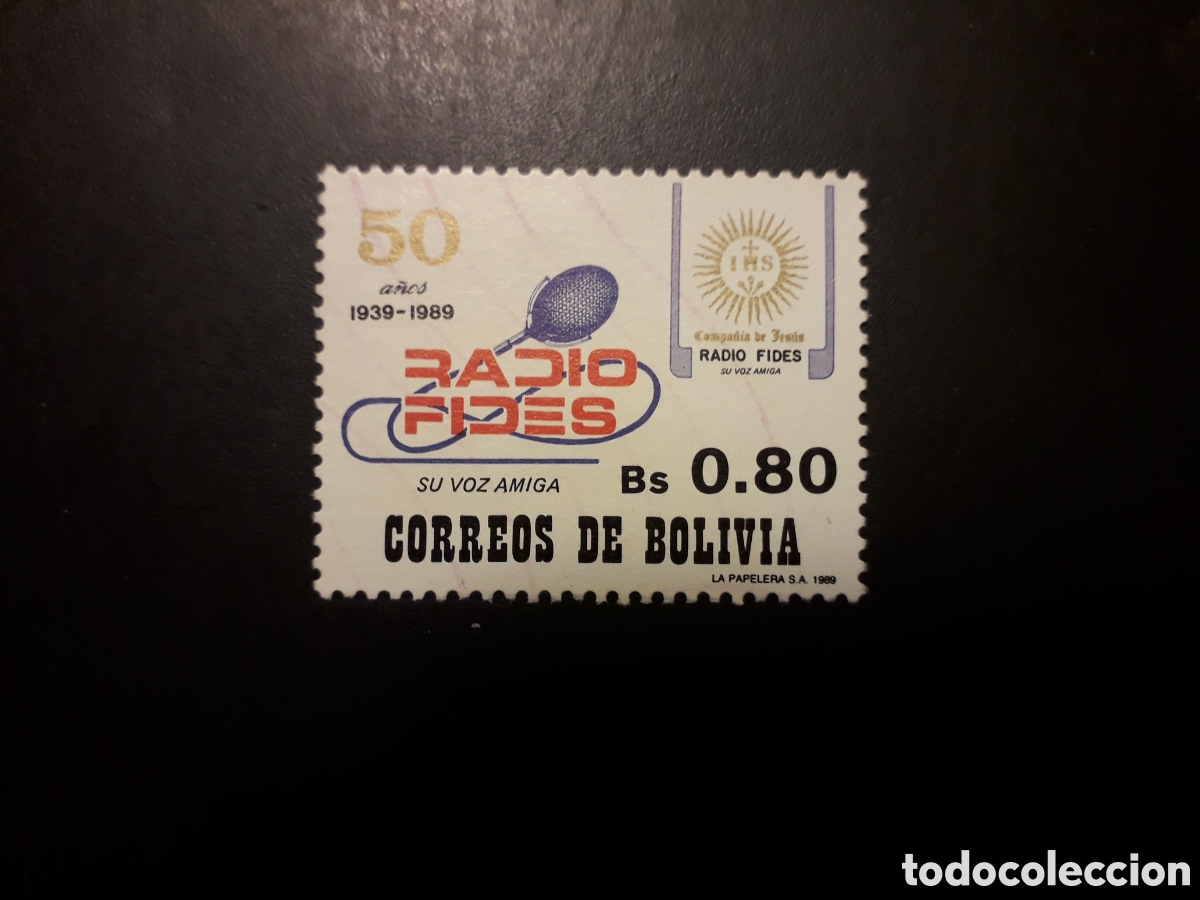 50
años
1939-1989
IHS
Compañía de Jesús
RADIO FIDES
SU VOZ AMIGA
RADIO
FIDES
SU VOZ AMIGA
Bs 0.80
CORREOS DE BOLIVIA
LA PAPELERA S.A. 1989
todocoleccion